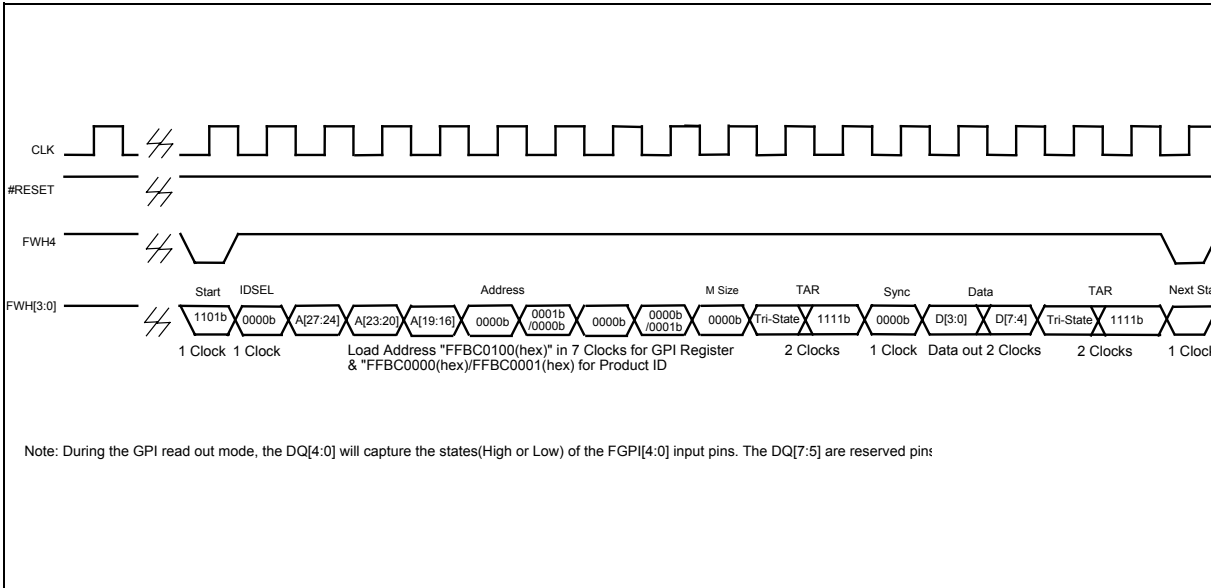 CLK
#RESET
FWH4
FWH[3:0]
Start IDSEL Address M Size TAR Sync Data TAR Next Sta
1101b 0000b A[27:24] A[23:20] A[19:16] 0000b 0001b /0000b 0000b 0000b /0001b 0000b Tri-State 1111b 0000b D[3:0] D[7:4] Tri-State 1111b
1 Clock 1 Clock Load Address "FFBC0100(hex)" in 7 Clocks for GPI Register 2 Clocks 1 Clock Data out 2 Clocks 2 Clocks 1 Clock
& "FFBC0000(hex)/FFBC0001(hex) for Product ID
Note: During the GPI read out mode, the DQ[4:0] will capture the states(High or Low) of the FGPI[4:0] input pins. The DQ[7:5] are reserved pins